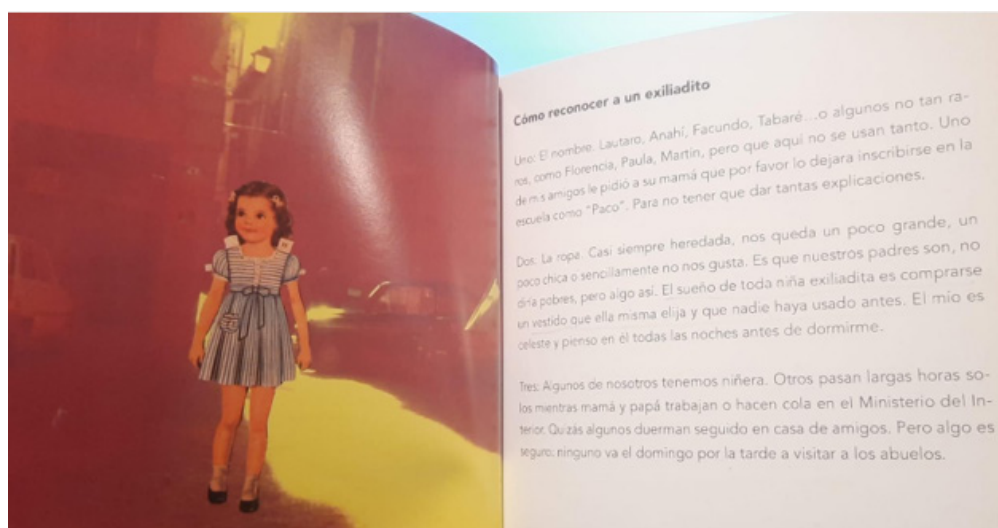 Cómo reconocer a un exiliadito
Uno: El nombre. Lautaro, Anahí, Facundo, Tabaré...o algunos no tan ra-
ros, como Florencia, Paula, Martín, pero que aquí no se usan tanto. Uno
de mis amigos le pidió a su mamá que por favor lo dejara inscribirse en la
escuela como “Paco”. Para no tener que dar tantas explicaciones.
Dos: La ropa. Casi siempre heredada, nos queda un poco grande, un
poco chica o sencillamente no nos gusta. Es que nuestros padres son, no
diría pobres, pero algo así. El sueño de toda niña exiliadita es comprarse
un vestido que ella misma elija y que nadie haya usado antes. El mío es
celeste y pienso en él todas las noches antes de dormirme.
Tres: Algunos de nosotros tenemos niñera. Otros pasan largas horas so-
los mientras mamá y papá trabajan o hacen cola en el Ministerio del In-
terior. Quizás algunos duerman seguido en casa de amigos. Pero algo es
seguro: ninguno va el domingo por la tarde a visitar a los abuelos.